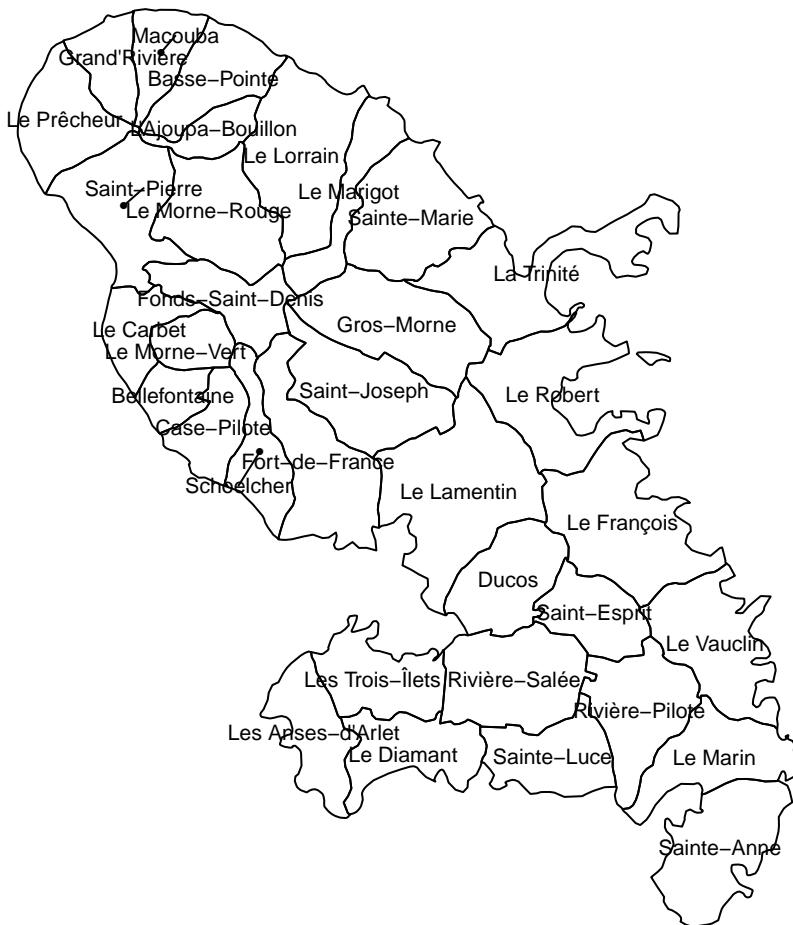 Macouba
Grand'Rivière
Basse−Pointe
Le Prêcheur
L'Ajoupa−Bouillon
Le Lorrain
Saint−Pierre
Le Marigot
Le Morne−Rouge
Sainte−Marie
La Trinité
Fonds−Saint−Denis
Gros−Morne
Le Carbet
Le Morne−Vert
Saint−Joseph
Bellefontaine
Le Robert
Case−Pilote
Fort−de−France
Schoelcher
Le Lamentin
Le François
Ducos
Saint−Esprit
Le Vauclin
Les Trois−Îlets
Rivière−Salée
Rivière−Pilote
Les Anses−d'Arlet
Le Diamant
Sainte−Luce
Le Marin
Sainte−Anne